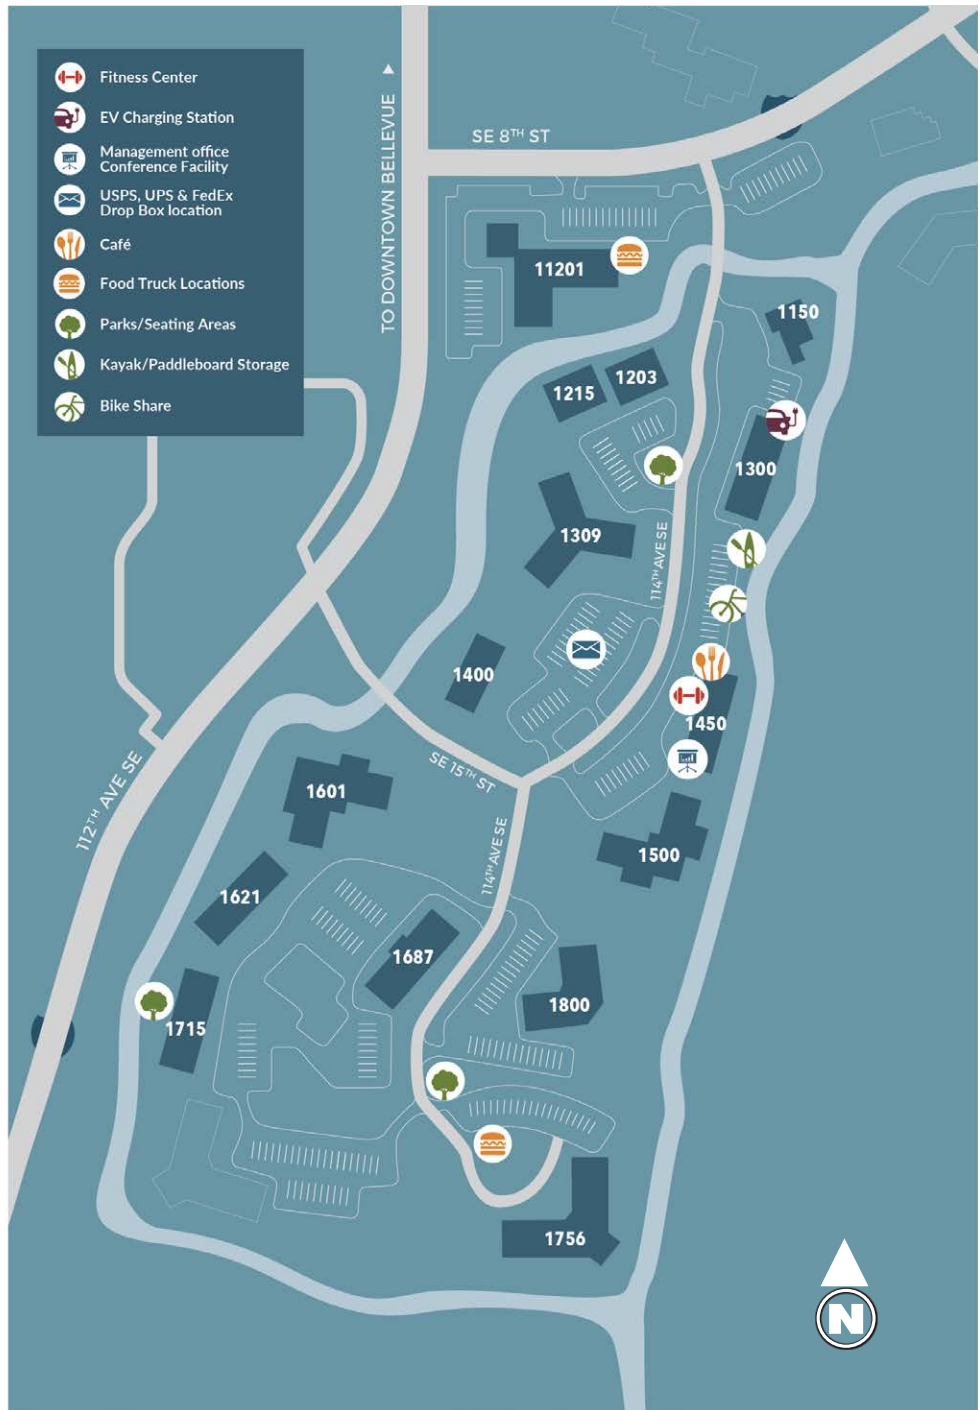 Fitness Center
EV Charging Station
Management office
Conference Facility
USPS, UPS & FedEx
Drop Box location
Café
Food Truck Locations
Parks/Seating Areas
Kayak/Paddleboard Storage
Bike Share
TO DOWNTOWN BELLEVUE
SE 8TH ST
11201
1150
1203
1215
1300
1309
114TH AVE SE
1400
1450
SE 15TH ST
112TH AVE SE
1601
1500
114TH AVE SE
1621
1687
1800
1715
1756
N